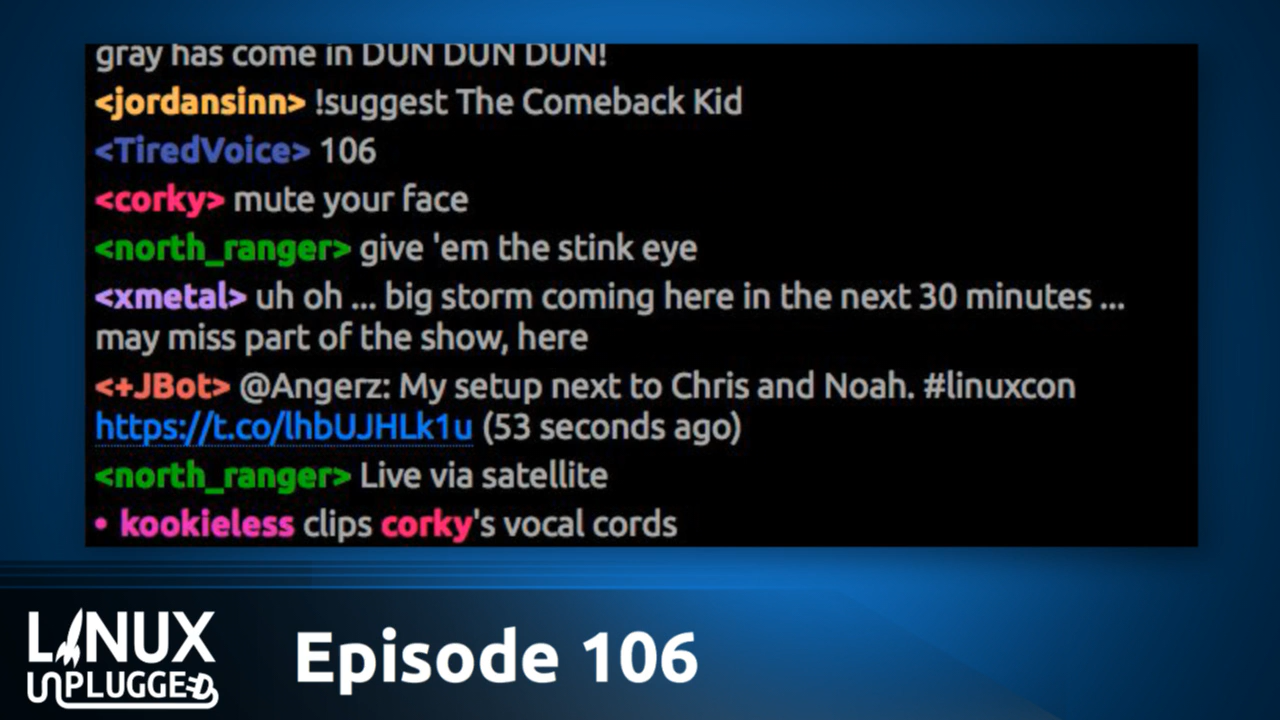 gray has come in DUN DUN DUN!
<jordansinn> !suggest The Comeback Kid
<TiredVoice> 106
<corky> mute your face
<north_ranger> give 'em the stink eye
<xmetal> uh oh ... big storm coming here in the next 30 minutes ...
may miss part of the show, here
<+JBot> @Angerz: My setup next to Chris and Noah. #linuxcon
https://t.co/lhbUJHLk1u (53 seconds ago)
<north_ranger> Live via satellite
• kookieless clips corky's vocal cords
LINUX
UNPLUGGED
Episode 106